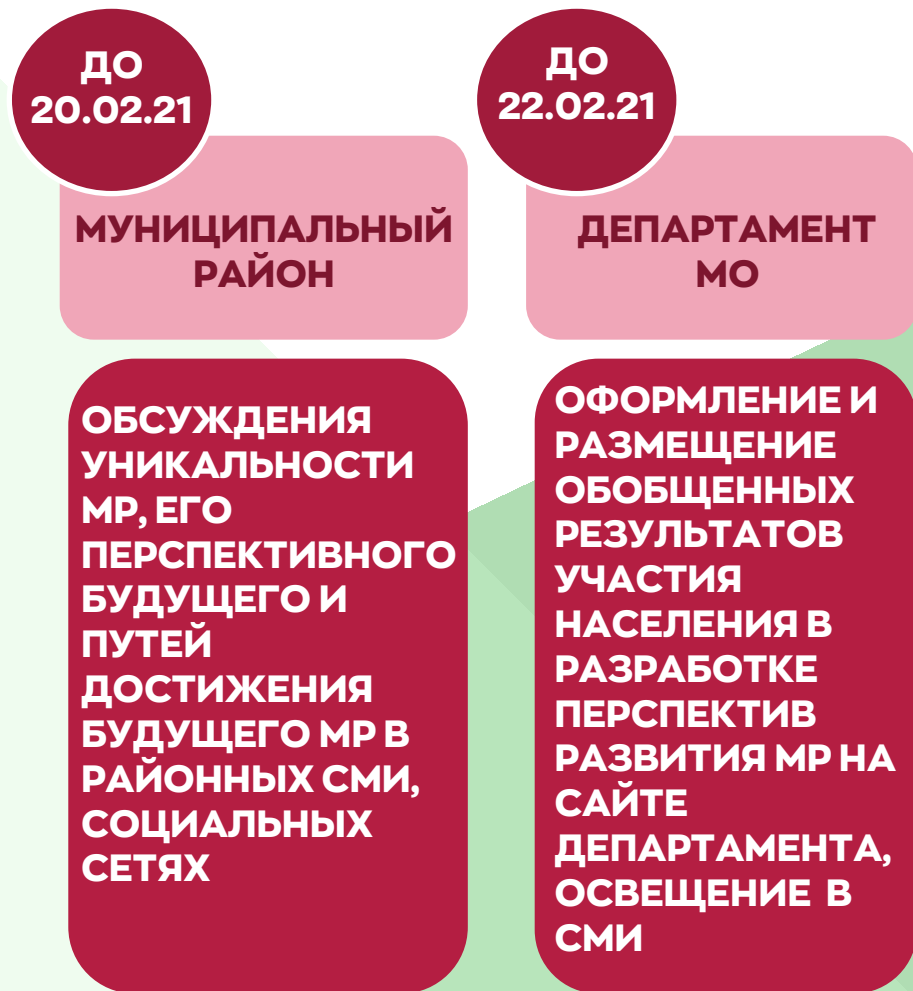 ДО
20.02.21
МУНИЦИПАЛЬНЫЙ
РАЙОН
ОБСУЖДЕНИЯ
УНИКАЛЬНОСТИ
МР, ЕГО
ПЕРСПЕКТИВНОГО
БУДУЩЕГО И
ПУТЕЙ
ДОСТИЖЕНИЯ
БУДУЩЕГО МР В
РАЙОННЫХ СМИ,
СОЦИАЛЬНЫХ
СЕТЯХ
ДО
22.02.21
ДЕПАРТАМЕНТ
МО
ОФОРМЛЕНИЕ И
РАЗМЕЩЕНИЕ
ОБОБЩЕННЫХ
РЕЗУЛЬТАТОВ
УЧАСТИЯ
НАСЕЛЕНИЯ В
РАЗРАБОТКЕ
ПЕРСПЕКТИВ
РАЗВИТИЯ МР НА
САЙТЕ
ДЕПАРТАМЕНТА,
ОСВЕЩЕНИЕ В
СМИ